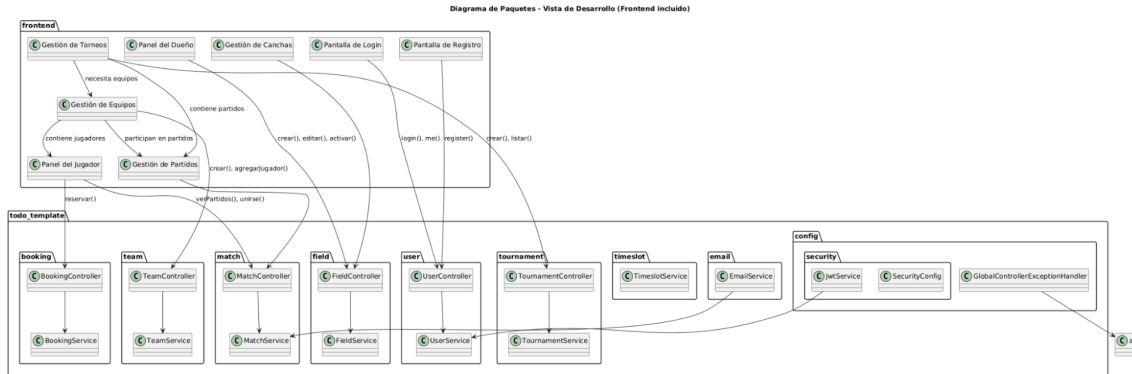 Diagrama de Paquetes - Vista de Desarrollo (Frontend incluido)
frontend
C Gestión de Torneos
C Panel del Dueño
C Gestión de Canchas
C Pantalla de Login
C Pantalla de Registro
necesita equipos
C Gestión de Equipos
contiene partidos
contiene jugadores
participan en partidos
crear(), editar(), activar()
login(), me()
register()
crear(), listar()
C Panel del Jugador
C Gestión de Partidos
crear(), agregarJugador()
reservar()
verPartidos(), unirse()
todo_template
config
booking
team
match
field
user
tournament
timeslot
email
security
C BookingController
C TeamController
C MatchController
C FieldController
C UserController
C TournamentController
C TimeslotService
C EmailService
C JwtService
C SecurityConfig
C GlobalControllerExceptionHandler
C BookingService
C TeamService
C MatchService
C FieldService
C UserService
C TournamentService
C